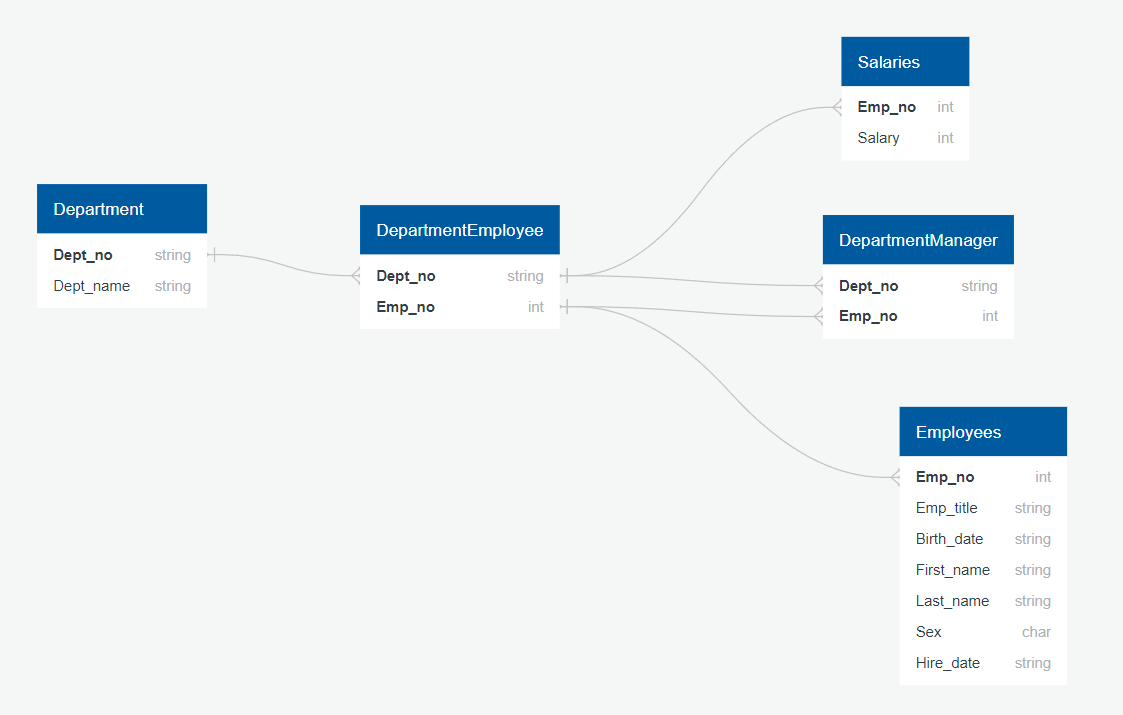 Department
Dept_no string
Dept_name string
DepartmentEmployee
Dept_no string
Emp_no int
Salaries
Emp_no int
Salary int
DepartmentManager
Dept_no string
Emp_no int
Employees
Emp_no int
Emp_title string
Birth_date string
First_name string
Last_name string
Sex char
Hire_date string